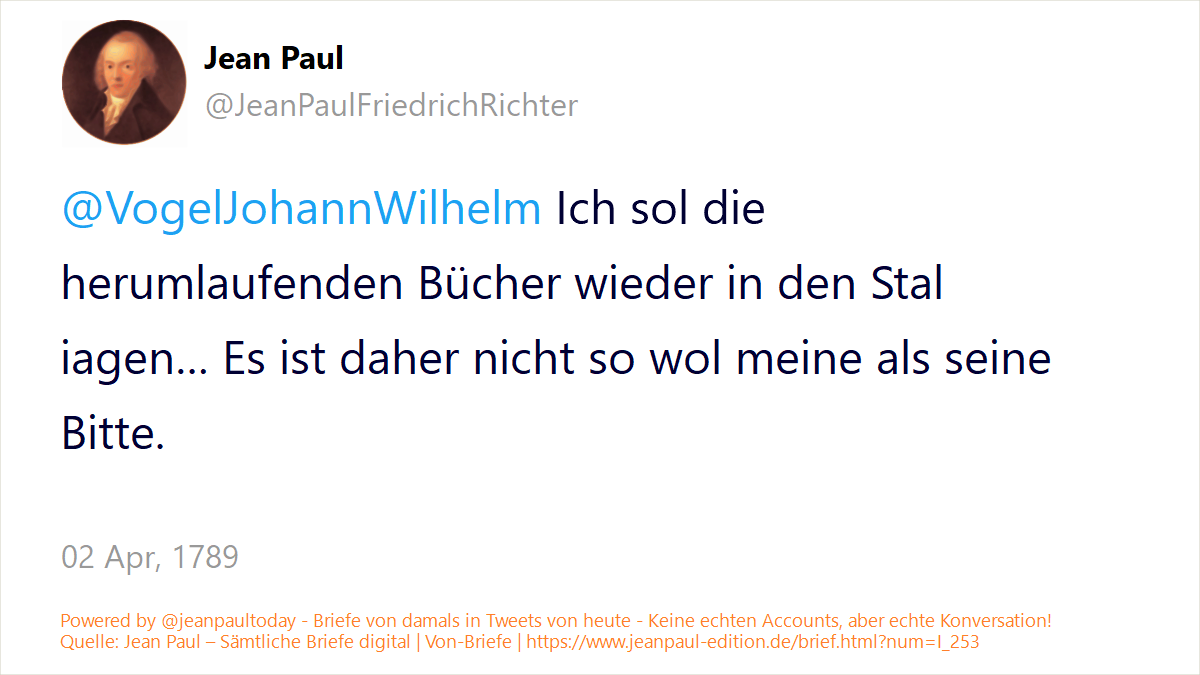 Jean Paul
@JeanPaulFriedrichRichter
@VogelJohannWilhelm Ich sol die
herumlaufenden Bücher wieder in den Stal
iagen… Es ist daher nicht so wol meine als seine
Bitte.
02 Apr, 1789
Powered by @jeanpaultoday - Briefe von damals in Tweets von heute - Keine echten Accounts, aber echte Konversation!
Quelle: Jean Paul – Sämtliche Briefe digital | Von-Briefe | https://www.jeanpaul-edition.de/brief.html?num=I_253